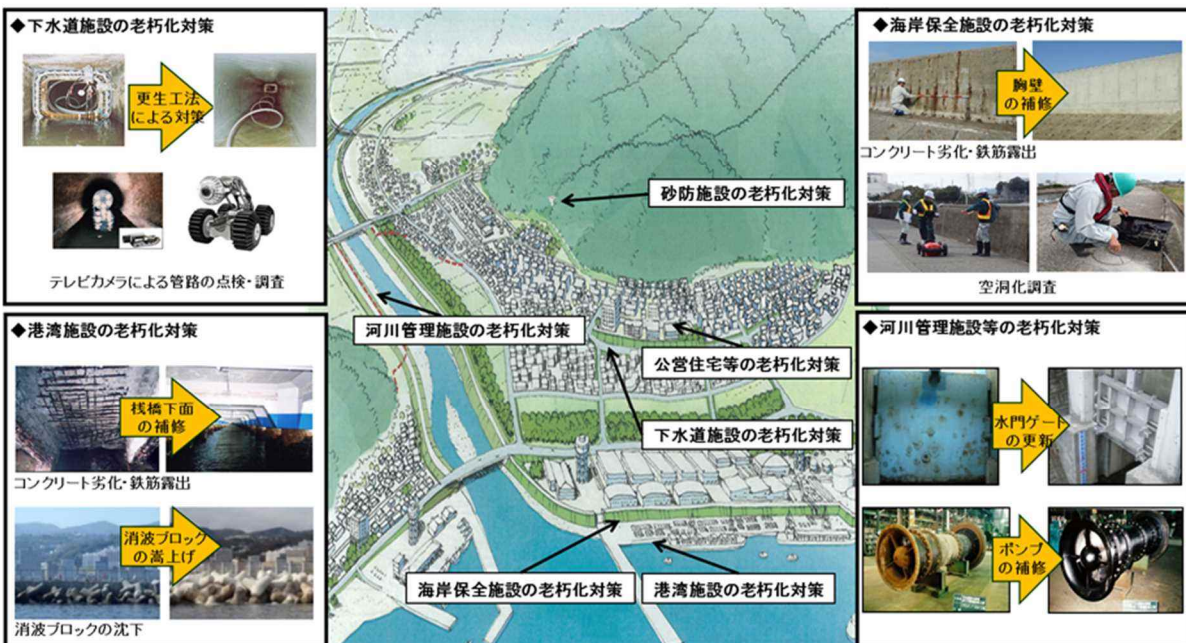 ◆下水道施設の老朽化対策
更生工法
による対策
テレビカメラによる管路の点検・調査
◆港湾施設の老朽化対策
桟橋下面
の補修
コンクリート劣化・鉄筋露出
消波ブロック
の嵩上げ
消波ブロックの沈下
砂防施設の老朽化対策
河川管理施設の老朽化対策
公営住宅等の老朽化対策
下水道施設の老朽化対策
海岸保全施設の老朽化対策
港湾施設の老朽化対策
◆海岸保全施設の老朽化対策
胸壁
の補修
コンクリート劣化・鉄筋露出
空洞化調査
◆河川管理施設等の老朽化対策
水門ゲート
の更新
ポンプ
の補修